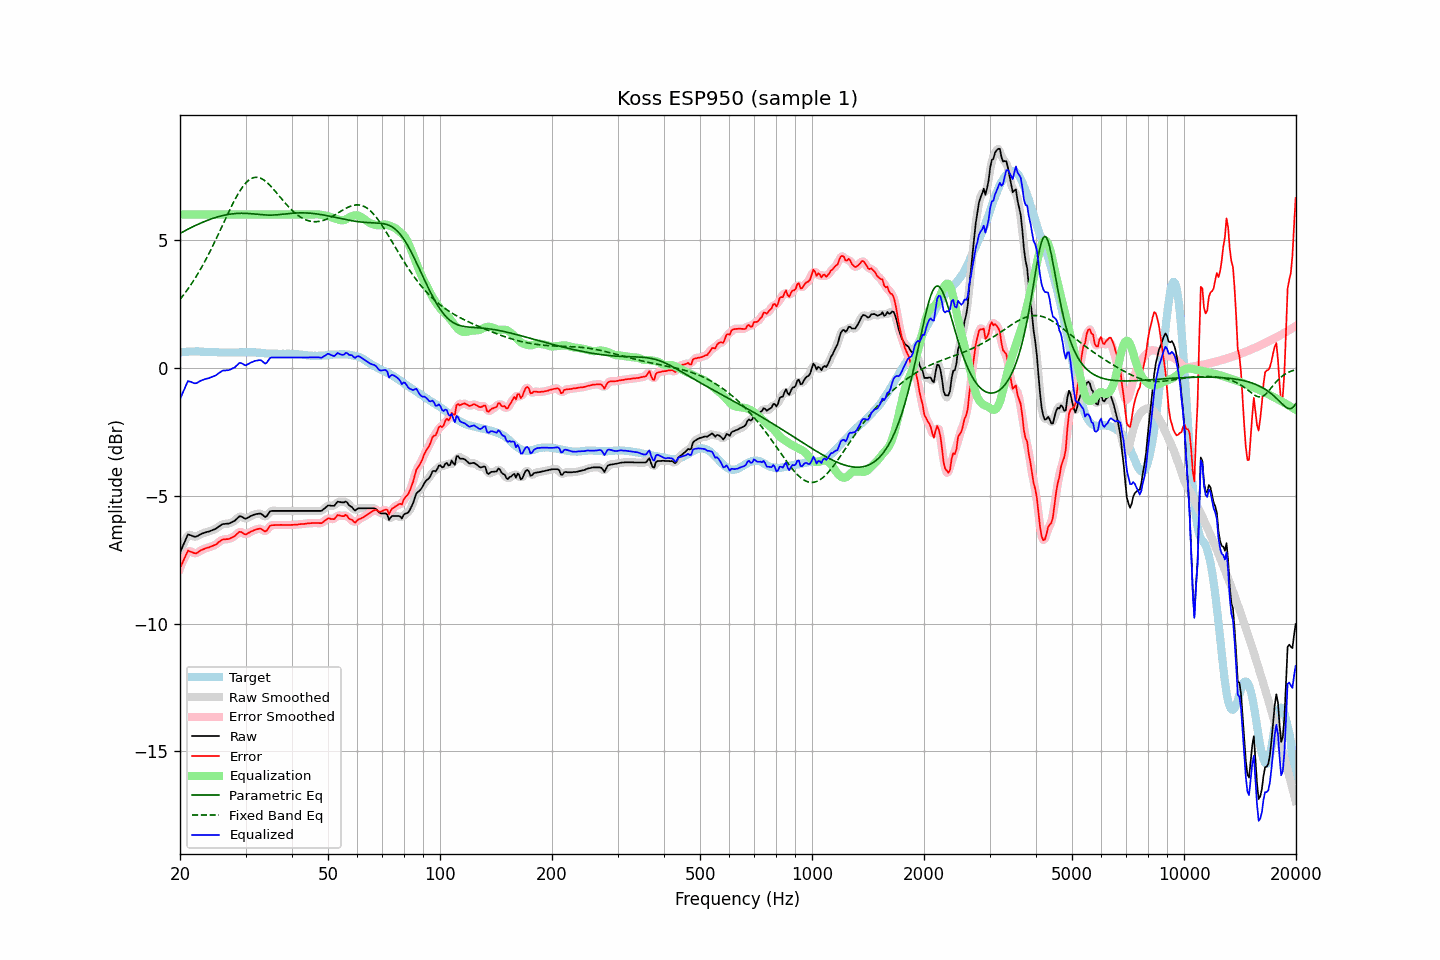 Koss ESP950 (sample 1)
Amplitude (dBr)
5
0
−5
−10
−15
Target
Raw Smoothed
Error Smoothed
Raw
Error
Equalization
Parametric Eq
Fixed Band Eq
Equalized
20 50 100 200 500 1000 2000 5000 10000 20000
Frequency (Hz)